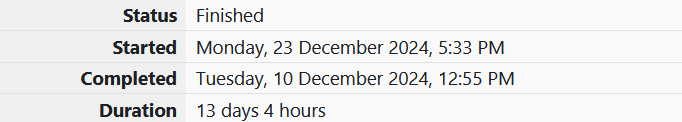 Status Finished
Started Monday, 23 December 2024, 5:33 PM
Completed Tuesday, 10 December 2024, 12:55 PM
Duration 13 days 4 hours